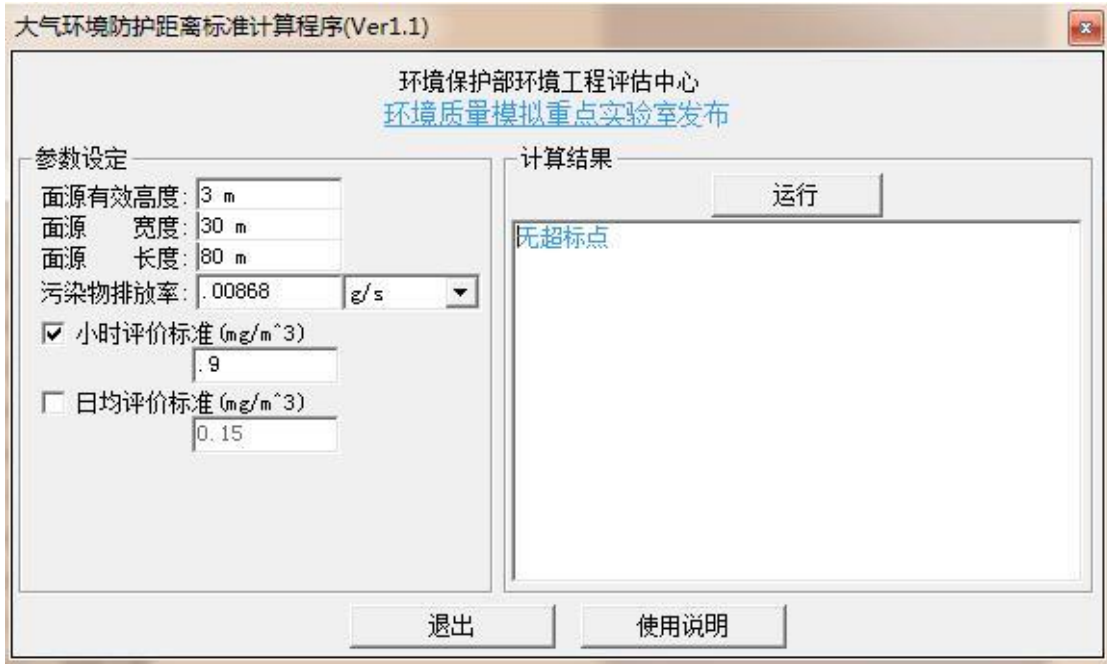 大气环境防护距离标准计算程序(Ver1.1)
环境保护部环境工程评估中心
环境质量模拟重点实验室发布
参数设定
面源有效高度: 3 m
面源 宽度: 30 m
面源 长度: 80 m
污染物排放率: .00868 g/s
小时评价标准(mg/m^3)
.9
日均评价标准(mg/m^3)
0.15
计算结果
运行
无超标点
退出 使用说明